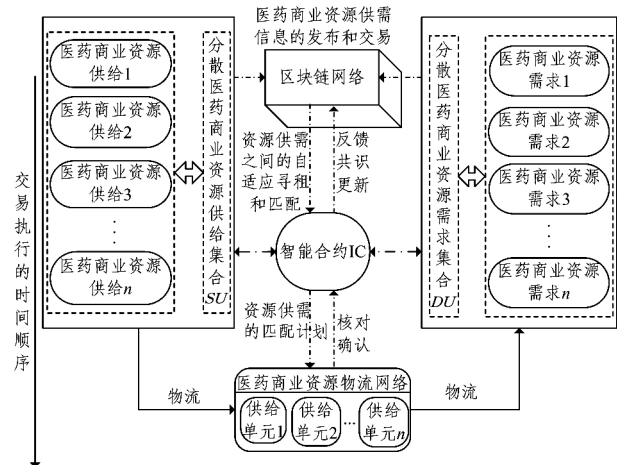 医药商业资源供需
信息的发布和交易
医药商业资源
供给1
医药商业资源
供给2
医药商业资源
供给3
⋮
医药商业资源
供给n
分散医药商业资源供给集合SU
区块链网络
资源供需
之间的自
适应寻租
和匹配
反馈
共识
更新
智能合约IC
资源供需
的匹配计划
核对
确认
分散医药商业资源需求集合DU
医药商业资源
需求1
医药商业资源
需求2
医药商业资源
需求3
⋮
医药商业资源
需求n
交易执行的时间顺序
物流
医药商业资源物流网络
供给
单元1
供给
单元2
…
供给
单元n
物流